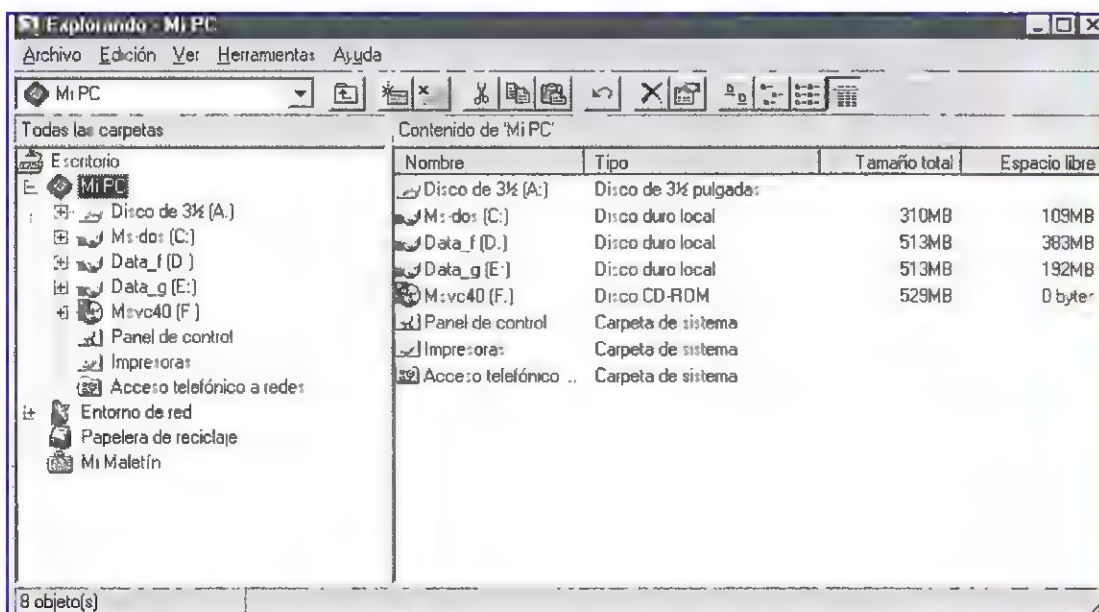 Explorando - Mi PC
Archivo Edición Ver Herramientas Ayuda
Mi PC
Todas las carpetas
Contenido de 'Mi PC'
Escritorio
Mi PC
Disco de 3½ (A:)
Ms-dos (C:)
Data_f (D:)
Data_g (E:)
Msvc40 (F:)
Panel de control
Impresoras
Acceso telefónico a redes
Entorno de red
Papelera de reciclaje
Mi Maletín
Nombre Tipo Tamaño total Espacio libre
Disco de 3½ (A:) Disco de 3½ pulgadas
Ms-dos (C:) Disco duro local 310MB 109MB
Data_f (D:) Disco duro local 513MB 383MB
Data_g (E:) Disco duro local 513MB 192MB
Msvc40 (F:) Disco CD-ROM 529MB 0 bytes
Panel de control Carpeta de sistema
Impresoras Carpeta de sistema
Acceso telefónico ... Carpeta de sistema
8 objeto(s)